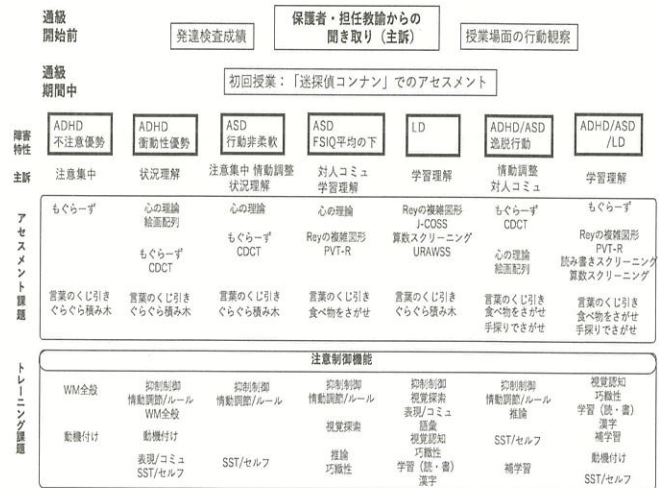 通級
開始前
発達検査成績
保護者・担任教諭からの
聞き取り（主訴）
授業場面の行動観察
通級
期間中
初回授業：「迷探偵コンナン」でのアセスメント
障害
特性
ADHD
不注意優勢
ADHD
衝動性優勢
ASD
行動非柔軟
ASD
FSIQ平均の下
LD
ADHD/ASD
逸脱行動
ADHD/ASD
/LD
主訴
注意集中
状況理解
注意集中 情動調整
状況理解
対人コミュ
学習理解
学習理解
情動調整
対人コミュ
学習理解
アセスメント課題
もぐらーず
言葉のくじ引き
ぐらぐら積み木
心の理論
絵画配列
もぐらーず
CDCT
言葉のくじ引き
ぐらぐら積み木
心の理論
もぐらーず
CDCT
言葉のくじ引き
ぐらぐら積み木
心の理論
Reyの複雑図形
PVT-R
言葉のくじ引き
食べ物をさがせ
Reyの複雑図形
J-COSS
算数スクリーニング
URAWSS
言葉のくじ引き
ぐらぐら積み木
もぐらーず
CDCT
心の理論
絵画配列
言葉のくじ引き
食べ物をさがせ
手探りでさがせ
もぐらーず
Reyの複雑図形
PVT-R
読み書きスクリーニング
算数スクリーニング
言葉のくじ引き
食べ物をさがせ
手探りでさがせ
トレーニング課題
注意制御機能
WM全般
動機付け
抑制制御
情動調節/ルール
WM全般
動機付け
表現/コミュ
SST/セルフ
抑制制御
情動調節/ルール
SST/セルフ
抑制制御
情動調節/ルール
視覚探索
推論
巧緻性
抑制制御
視覚探索
表現/コミュ
語彙
視覚認知
巧緻性
学習（読・書）
漢字
抑制制御
情動調節/ルール
推論
SST/セルフ
補学習
視覚認知
巧緻性
学習（読・書）
漢字
補学習
動機付け
SST/セルフ